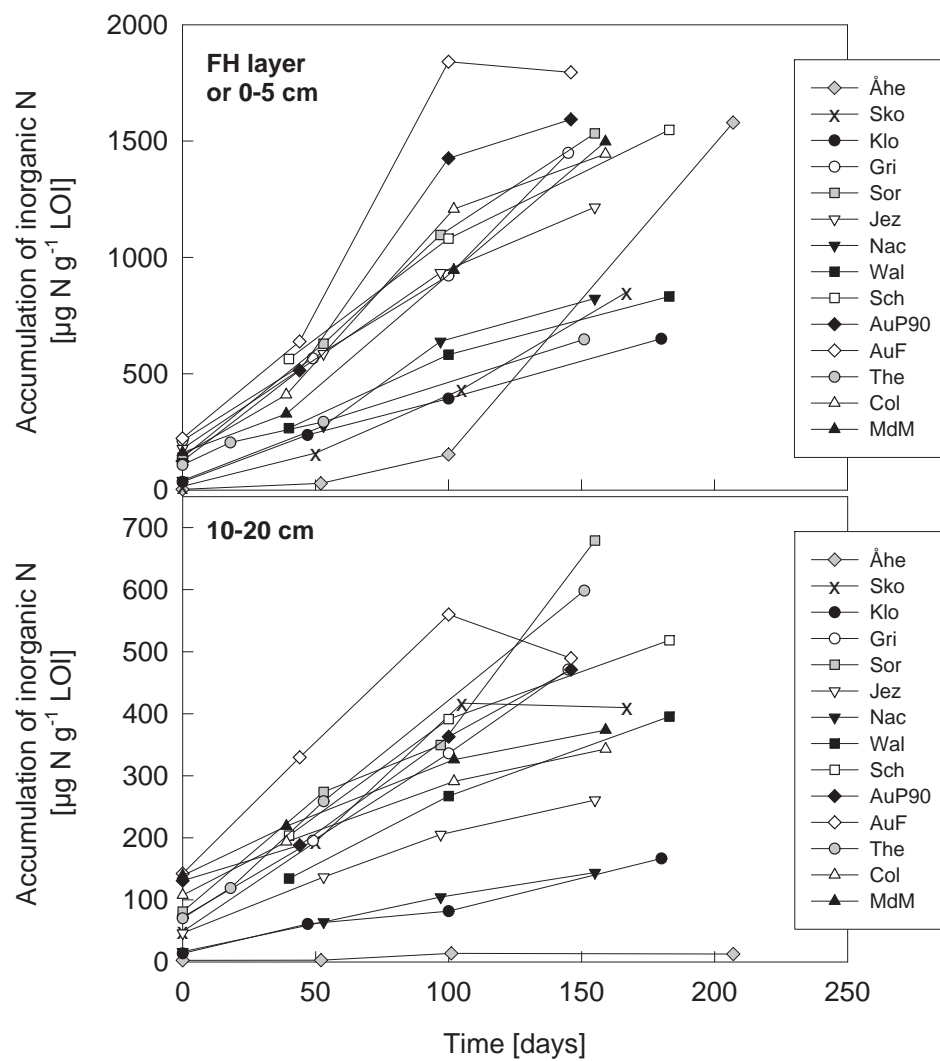 2000
1500
1000
500
0
Accumulation of inorganic N
[µg N g-1 LOI]
FH layer
or 0-5 cm
Åhe
Sko
Klo
Gri
Sor
Jez
Nac
Wal
Sch
AuP90
AuF
The
Col
MdM
700
600
500
400
300
200
100
0
Accumulation of inorganic N
[µg N g-1 LOI]
10-20 cm
Åhe
x Sko
Klo
Gri
Sor
Jez
Nac
Wal
Sch
AuP90
AuF
The
Col
MdM
0 50 100 150 200 250
Time [days]